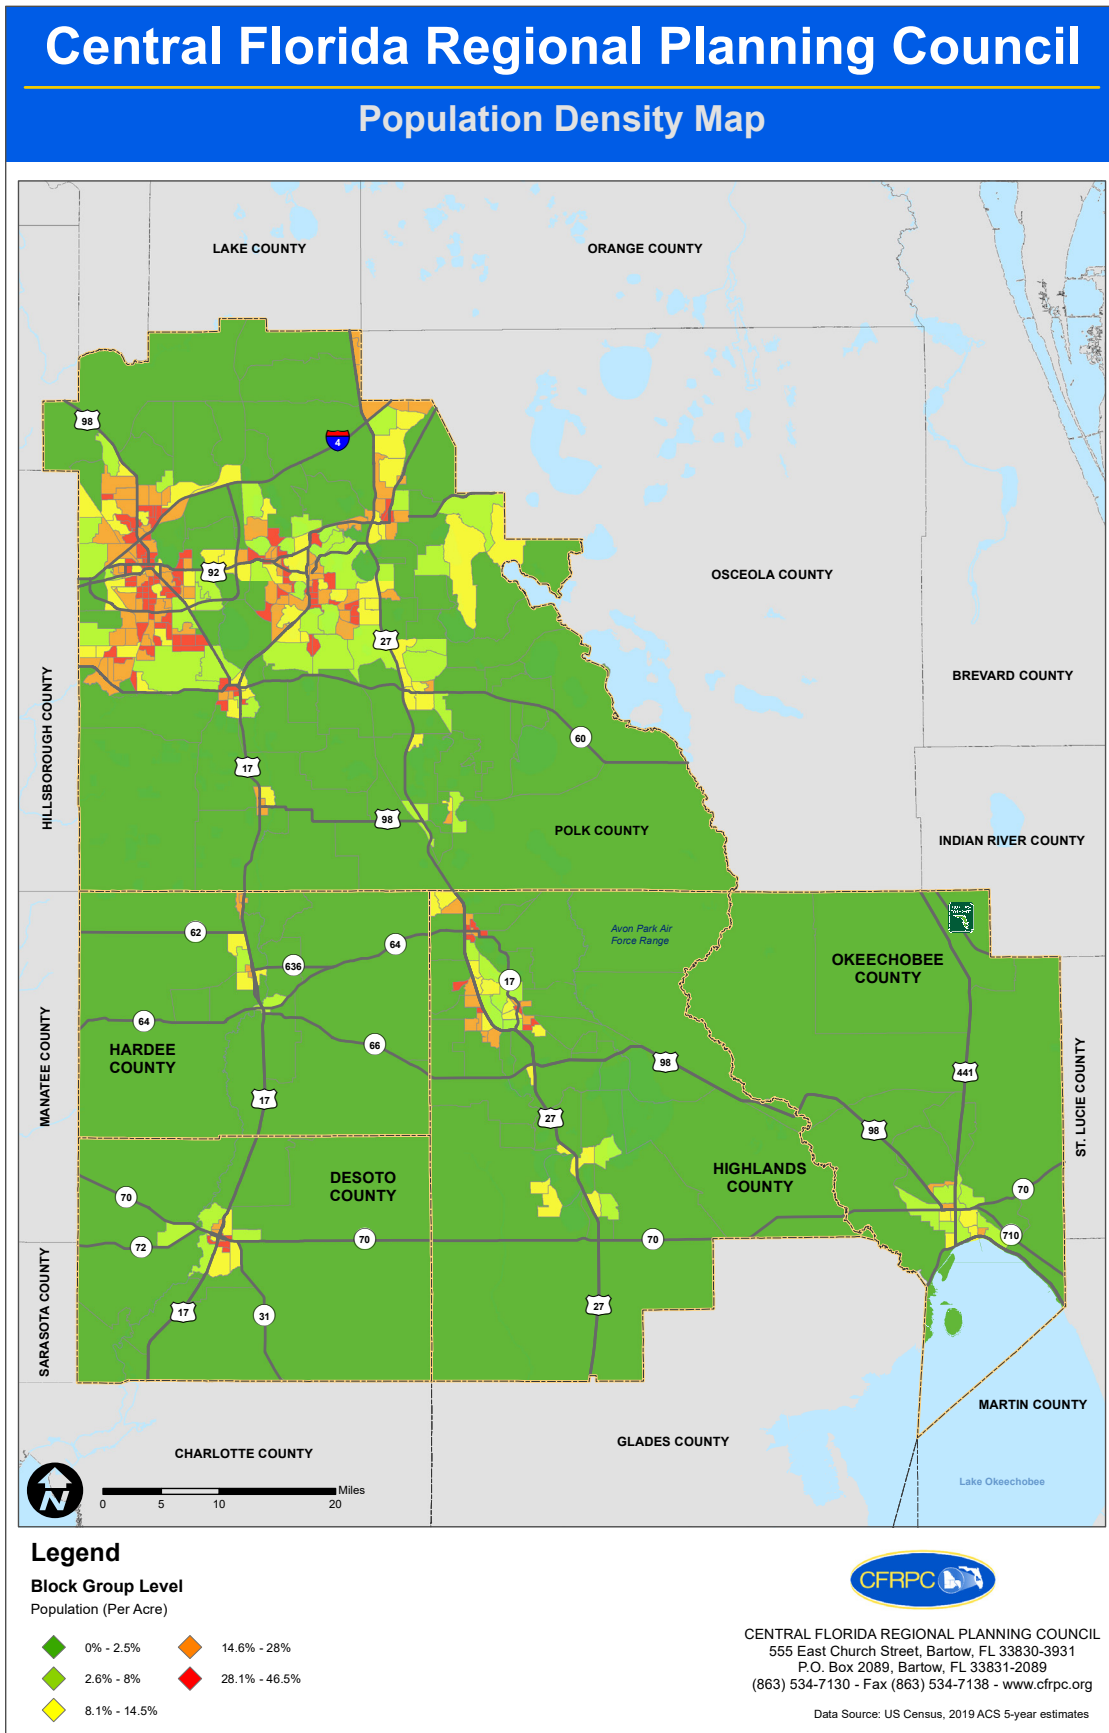 Central Florida Regional Planning Council
Population Density Map
LAKE COUNTY
ORANGE COUNTY
98
4
92
OSCEOLA COUNTY
27
BREVARD COUNTY
HILLSBOROUGH COUNTY
60
17
98
POLK COUNTY
INDIAN RIVER COUNTY
62
64
636
Avon Park Air
Force Range
OKEECHOBEE
COUNTY
17
64
MANATEE COUNTY
HARDEE
COUNTY
66
98
441
ST. LUCIE COUNTY
17
27
98
DESOTO
COUNTY
HIGHLANDS
COUNTY
70
70
72
70
70
710
SARASOTA COUNTY
17
31
27
MARTIN COUNTY
CHARLOTTE COUNTY
GLADES COUNTY
Lake Okeechobee
N
Miles
0 5 10 20
Legend
Block Group Level
Population (Per Acre)
0% - 2.5%
2.6% - 8%
8.1% - 14.5%
14.6% - 28%
28.1% - 46.5%
CFRPC
CENTRAL FLORIDA REGIONAL PLANNING COUNCIL
555 East Church Street, Bartow, FL 33830-3931
P.O. Box 2089, Bartow, FL 33831-2089
(863) 534-7130 - Fax (863) 534-7138 - www.cfrpc.org
Data Source: US Census, 2019 ACS 5-year estimates